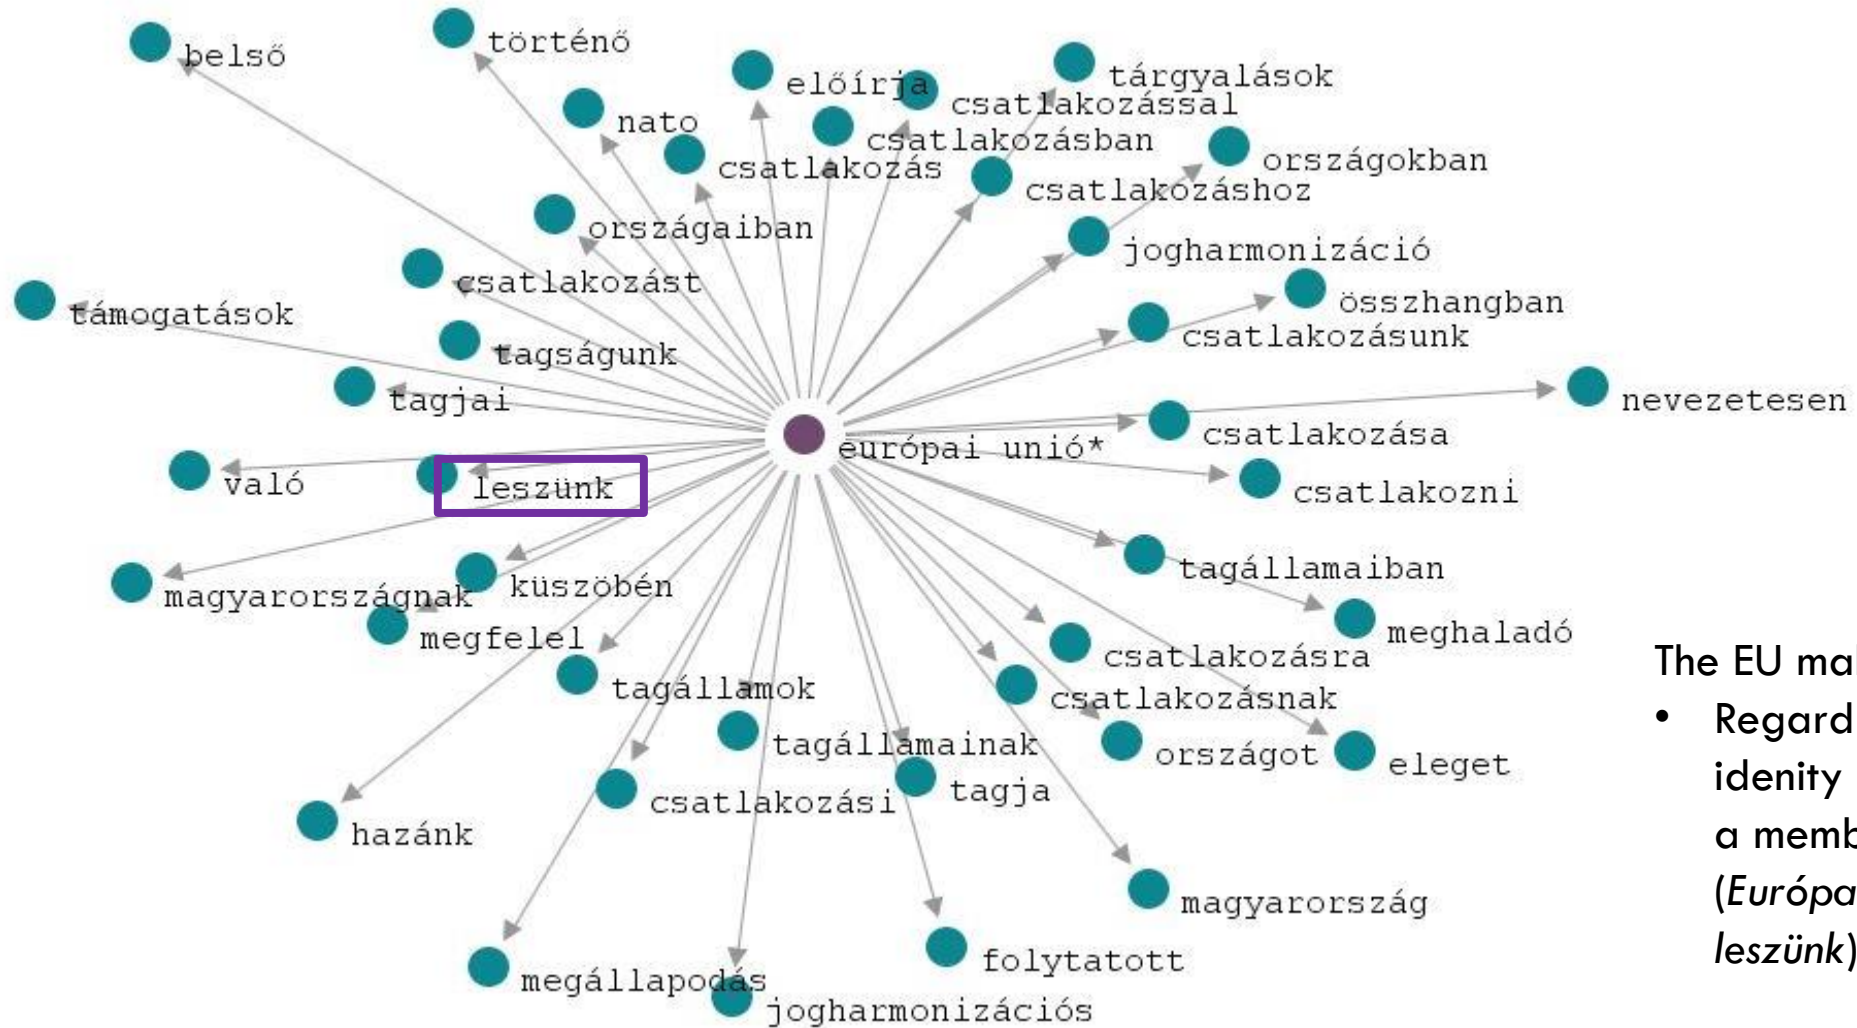 belső
történő
előírja
tárgyalások
csatlakozással
nato
csatlakozásban
csatlakozás
országokban
csatlakozáshoz
országaiban
jogharmonizáció
csatlakozást
összhangban
támogatások
csatlakozásunk
tagságunk
tagjai
nevezetesen
csatlakozása
európai unió*
való
leszünk
csatlakozni
tagállamaiban
küszöbén
magyarországnak
megfelel
meghaladó
csatlakozásra
tagállamok
csatlakozásnak
tagállamainak
országot
eleget
csatlakozási
tagja
hazánk
magyarország
folytatott
megállapodás
jogharmonizációs
The EU
• Regard
idenity
a
(Európa
leszünk)